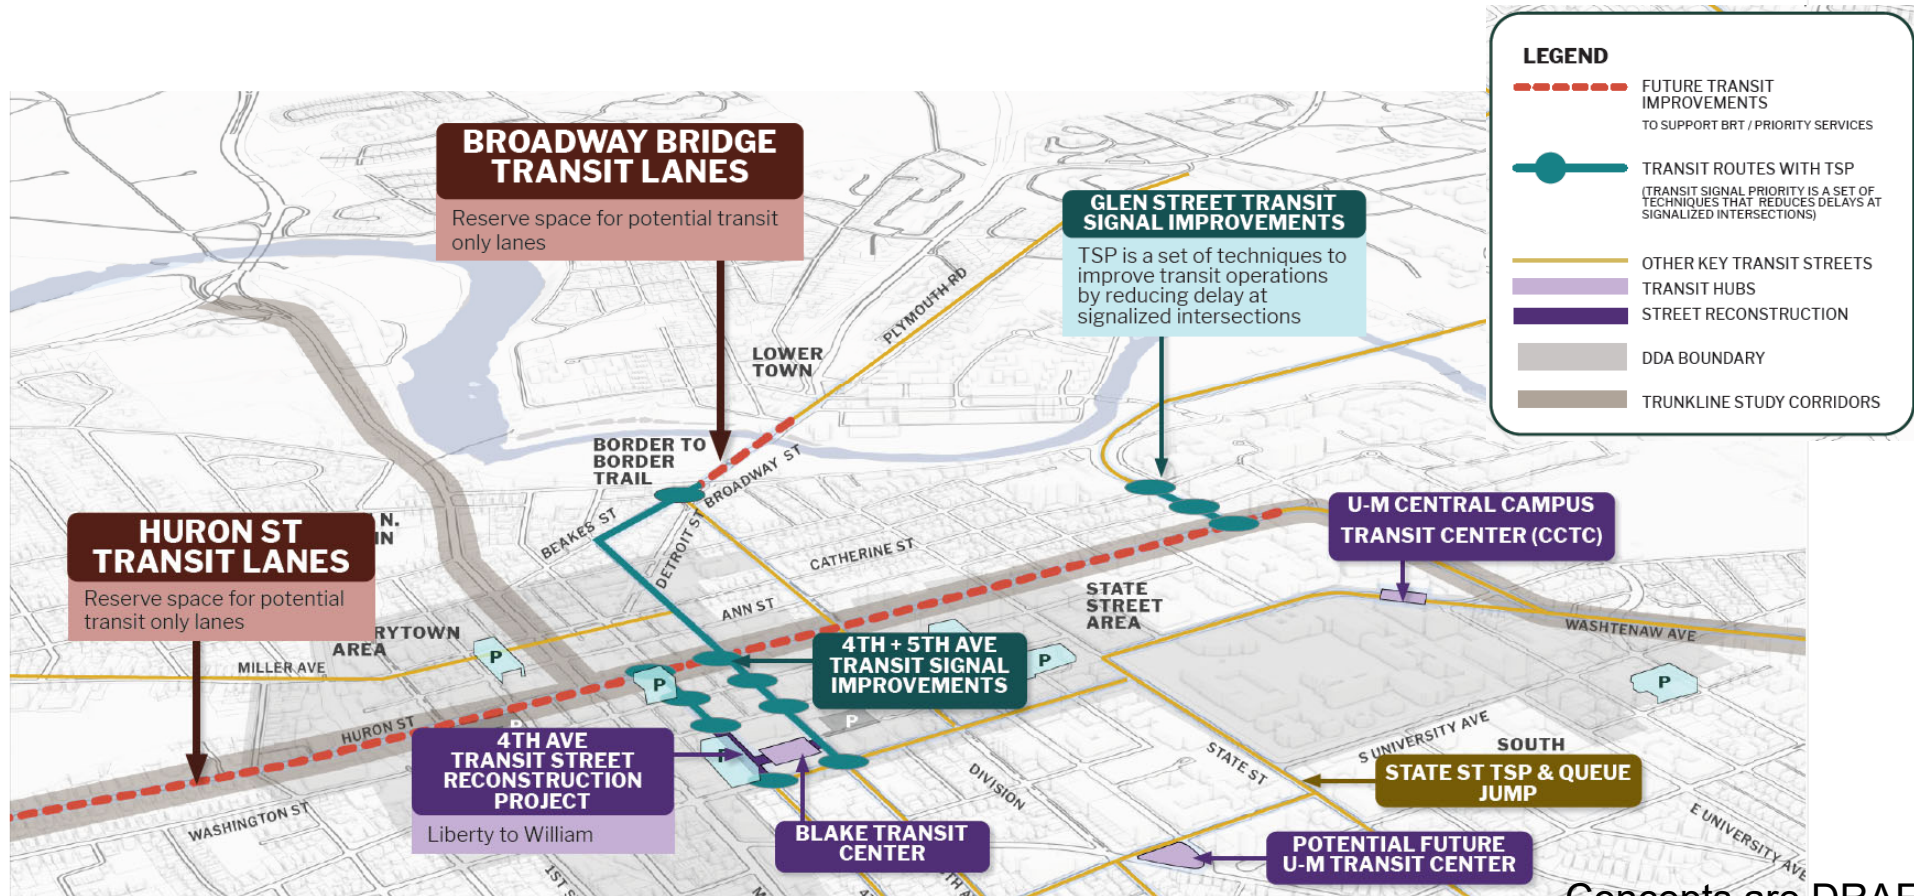 LEGEND
FUTURE TRANSIT
IMPROVEMENTS
TO SUPPORT BRT / PRIORITY SERVICES
TRANSIT ROUTES WITH TSP
(TRANSIT SIGNAL PRIORITY IS A SET OF
TECHNIQUES THAT REDUCES DELAYS AT
SIGNALIZED INTERSECTIONS)
OTHER KEY TRANSIT STREETS
TRANSIT HUBS
STREET RECONSTRUCTION
DDA BOUNDARY
TRUNKLINE STUDY CORRIDORS
BROADWAY BRIDGE
TRANSIT LANES
Reserve space for potential transit
only lanes
GLEN STREET TRANSIT
SIGNAL IMPROVEMENTS
TSP is a set of techniques to
improve transit operations
by reducing delay at
signalized intersections
PLYMOUTH RD
LOWER
TOWN
BORDER TO
BORDER
TRAIL
BROADWAY ST
BEAKES ST
DETROIT ST
CATHERINE ST
ANN ST
N.
IN
HURON ST
TRANSIT LANES
Reserve space for potential
transit only lanes
RYTOWN
AREA
MILLER AVE
P
HURON ST
WASHINGTON ST
U-M CENTRAL CAMPUS
TRANSIT CENTER (CCTC)
STATE
STREET
AREA
WASHTENAW AVE
4TH + 5TH AVE
TRANSIT SIGNAL
IMPROVEMENTS
P
P
P
P
P
P
4TH AVE
TRANSIT STREET
RECONSTRUCTION
PROJECT
Liberty to William
BLAKE TRANSIT
CENTER
DIVISION
STATE ST
S UNIVERSITY AVE
SOUTH
STATE ST TSP & QUEUE
JUMP
E UNIVERSITY AVE
POTENTIAL FUTURE
U-M TRANSIT CENTER
1ST S
Concepts are DRAF